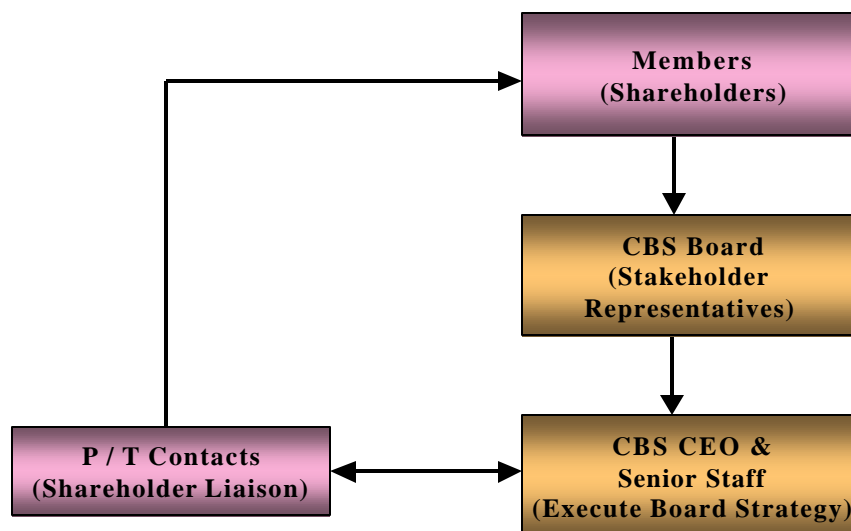 Members
(Shareholders)
CBS Board
(Stakeholder
Representatives)
P / T Contacts
(Shareholder Liaison)
CBS CEO &
Senior Staff
(Execute Board Strategy)